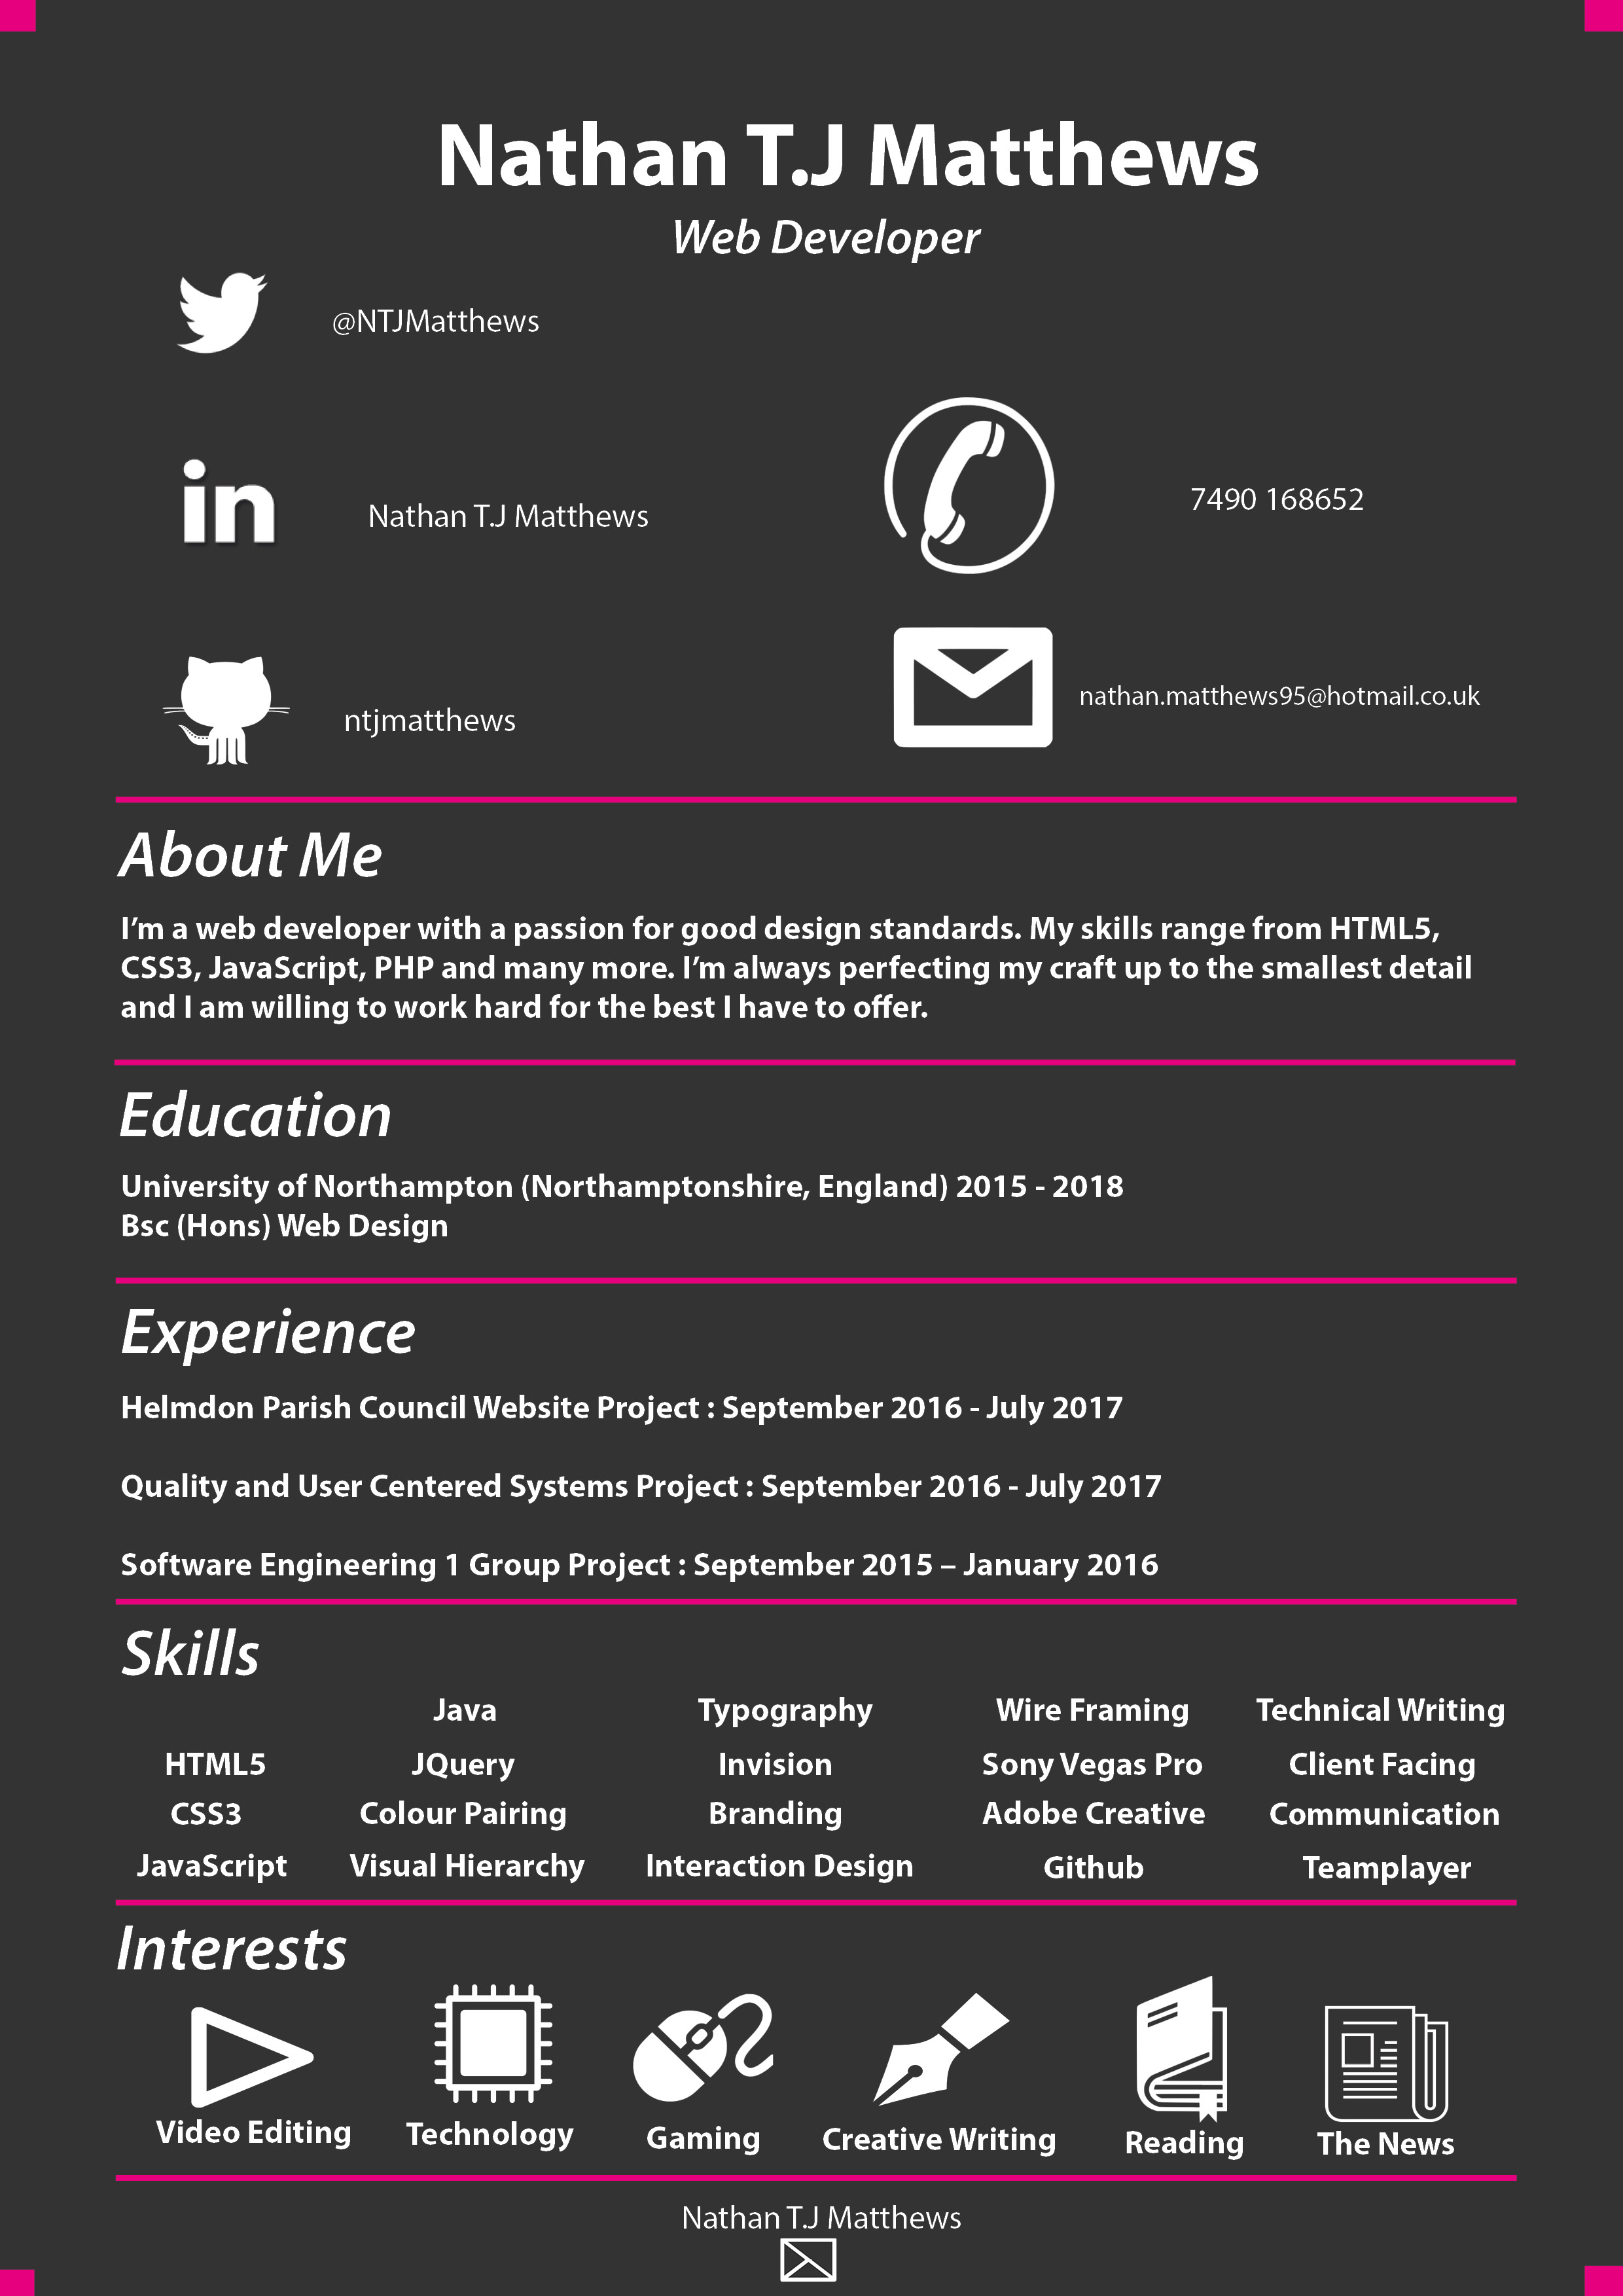 Nathan T.J Matthews
Web Developer
@NTJMatthews
in
Nathan T.J Matthews
7490 168652
ntjmatthews
nathan.matthews95@hotmail.co.uk
About Me
I’m a web developer with a passion for good design standards. My skills range from HTML5,
CSS3, JavaScript, PHP and many more. I’m always perfecting my craft up to the smallest detail
and I am willing to work hard for the best I have to offer.
Education
University of Northampton (Northamptonshire, England) 2015 - 2018
Bsc (Hons) Web Design
Experience
Helmdon Parish Council Website Project : September 2016 - July 2017
Quality and User Centered Systems Project : September 2016 - July 2017
Software Engineering 1 Group Project : September 2015 – January 2016
Skills
Java Typography Wire Framing Technical Writing
HTML5 JQuery Invision Sony Vegas Pro Client Facing
CSS3 Colour Pairing Branding Adobe Creative Communication
JavaScript Visual Hierarchy Interaction Design Github Teamplayer
Interests
Video Editing Technology Gaming Creative Writing Reading The News
Nathan T.J Matthews